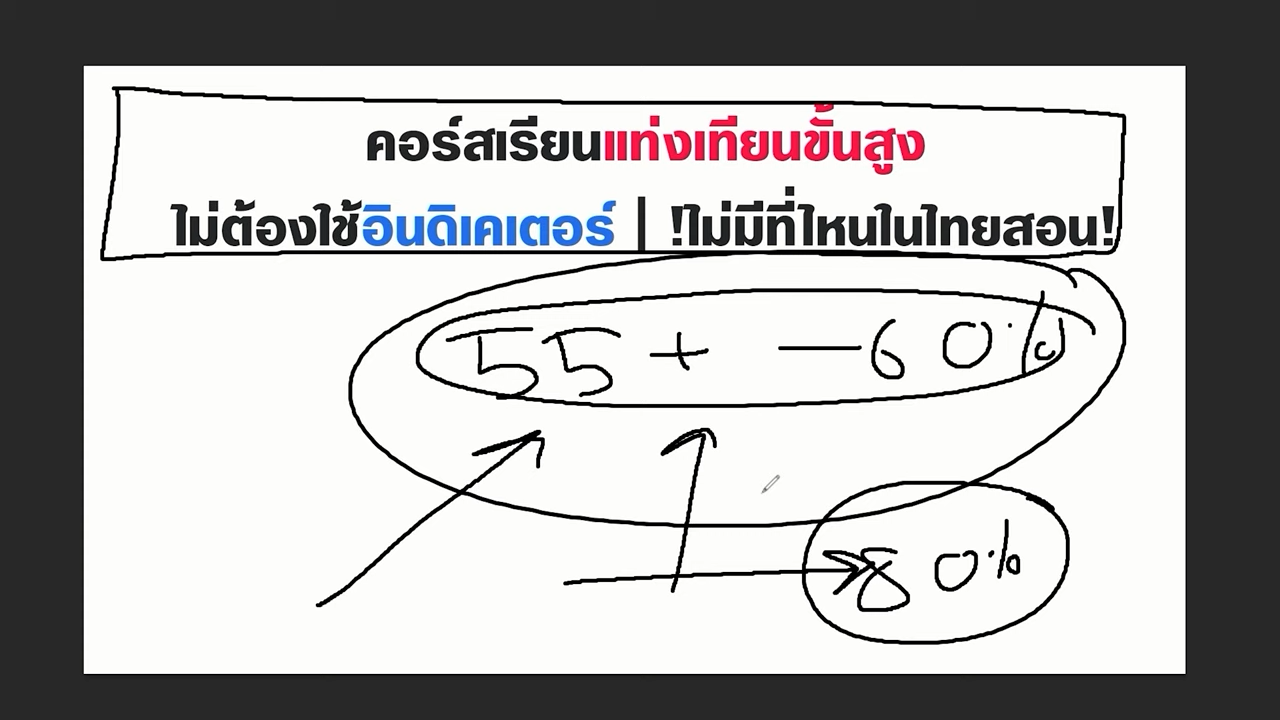 คอร์สเรียนแท่งเทียนขั้นสูง
ไม่ต้องใช้อินดิเคเตอร์ | !ไม่มีที่ไหนในไทยสอน!
55 + - 60%
80%